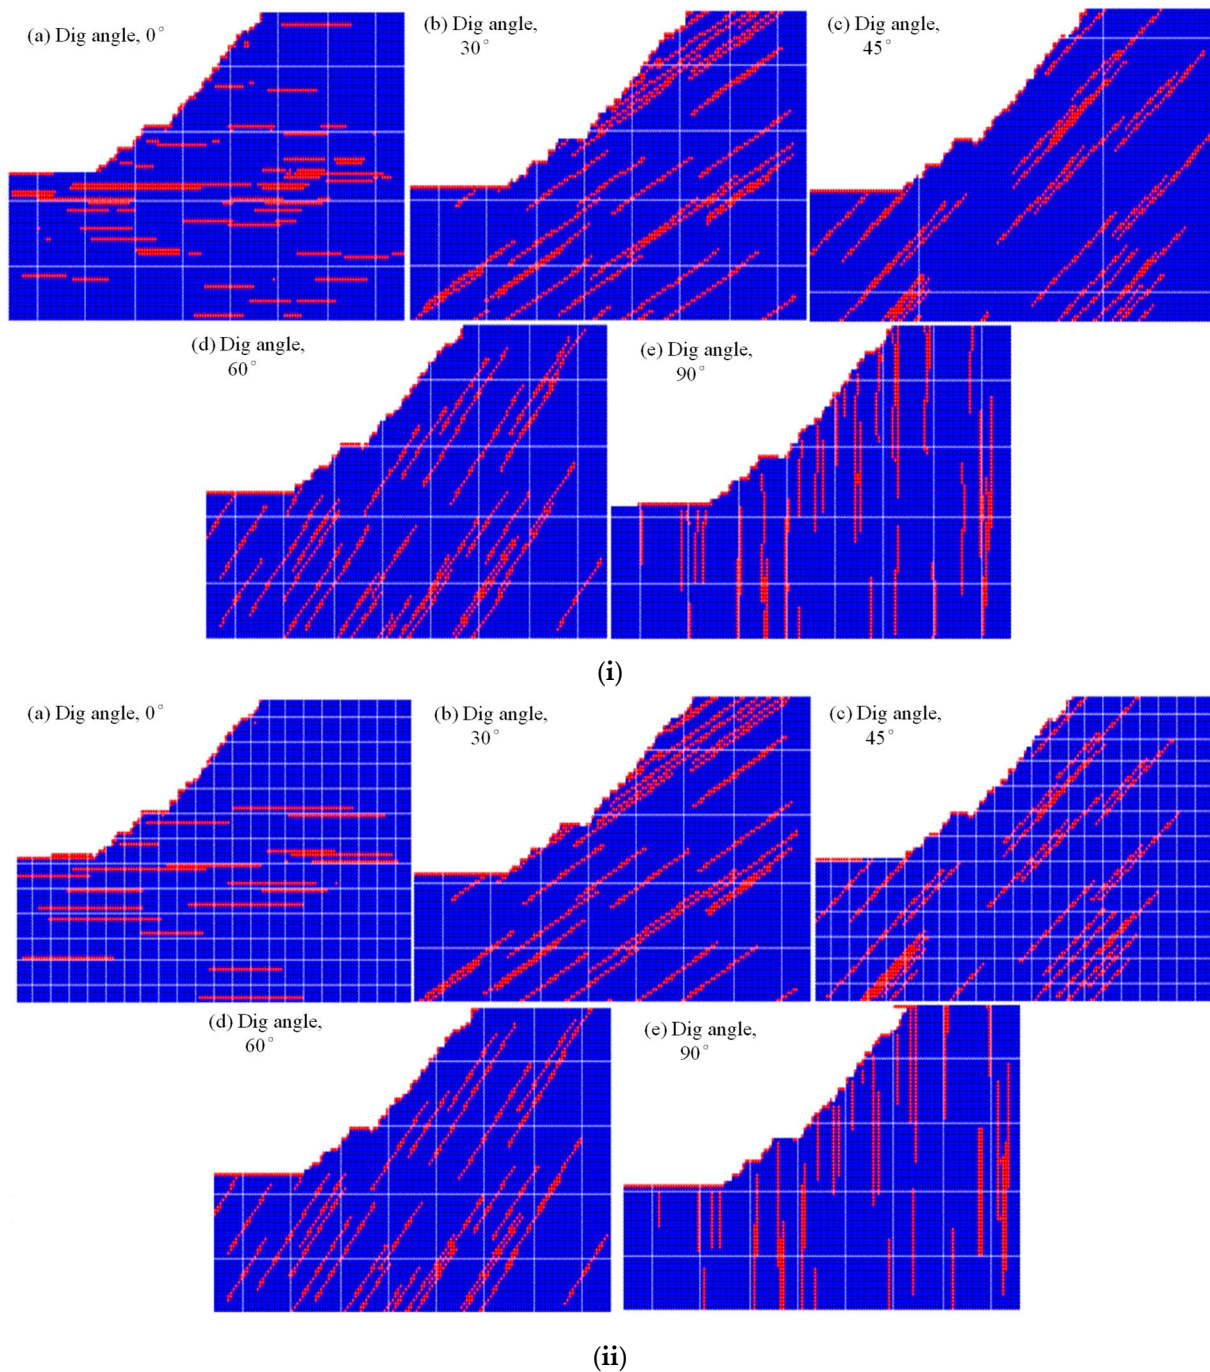 (a) Dig angle, 0°
(b) Dig angle,
30°
(c) Dig angle,
45°
(d) Dig angle,
60°
(e) Dig angle,
90°
(i)
(a) Dig angle, 0°
(b) Dig angle,
30°
(c) Dig angle,
45°
(d) Dig angle,
60°
(e) Dig angle,
90°
(ii)